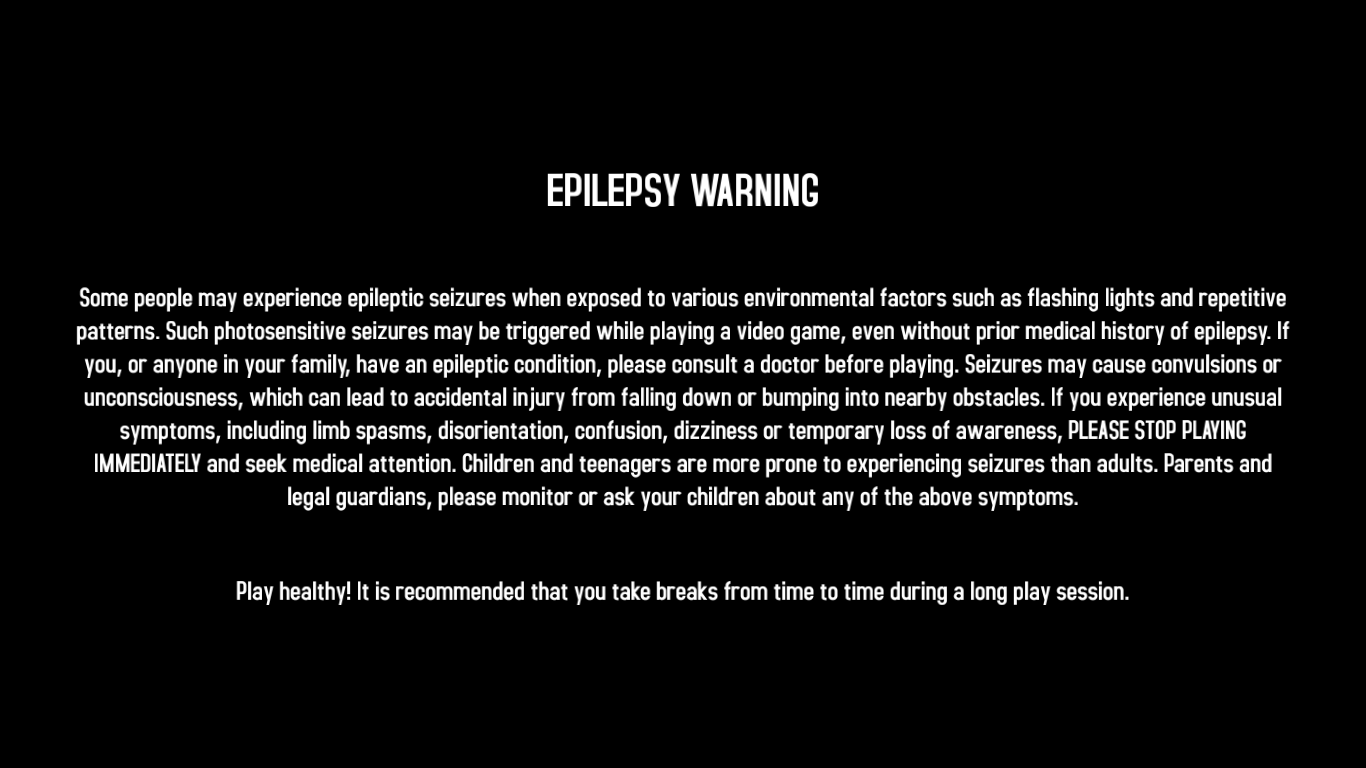 EPILEPSY WARNING
Some people may experience epileptic seizures when exposed to various environmental factors such as flashing lights and repetitive
patterns. Such photosensitive seizures may be triggered while playing a video game, even without prior medical history of epilepsy. If
you, or anyone in your family, have an epileptic condition, please consult a doctor before playing. Seizures may cause convulsions or
unconsciousness, which can lead to accidental injury from falling down or bumping into nearby obstacles. If you experience unusual
symptoms, including limb spasms, disorientation, confusion, dizziness or temporary loss of awareness, PLEASE STOP PLAYING
IMMEDIATELY and seek medical attention. Children and teenagers are more prone to experiencing seizures than adults. Parents and
legal guardians, please monitor or ask your children about any of the above symptoms.
Play healthy! It is recommended that you take breaks from time to time during a long play session.